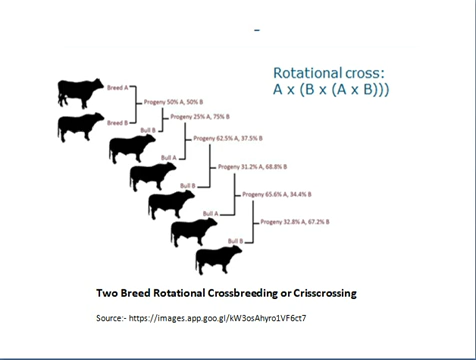 Rotational cross:
A x (B x (A x B)))
Breed A
Progeny 50% A, 50% B
Breed B
Progeny 25% A, 75% B
Bull B
Progeny 62.5% A, 37.5% B
Bull A
Progeny 31.2% A, 68.8% B
Bull B
Progeny 65.6% A, 34.4% B
Bull A
Progeny 32.8% A, 67.2% B
Bull B
Two Breed Rotational Crossbreeding or Crisscrossing
Source:- https://images.app.goo.gl/kW3osAhyro1VF6ct7